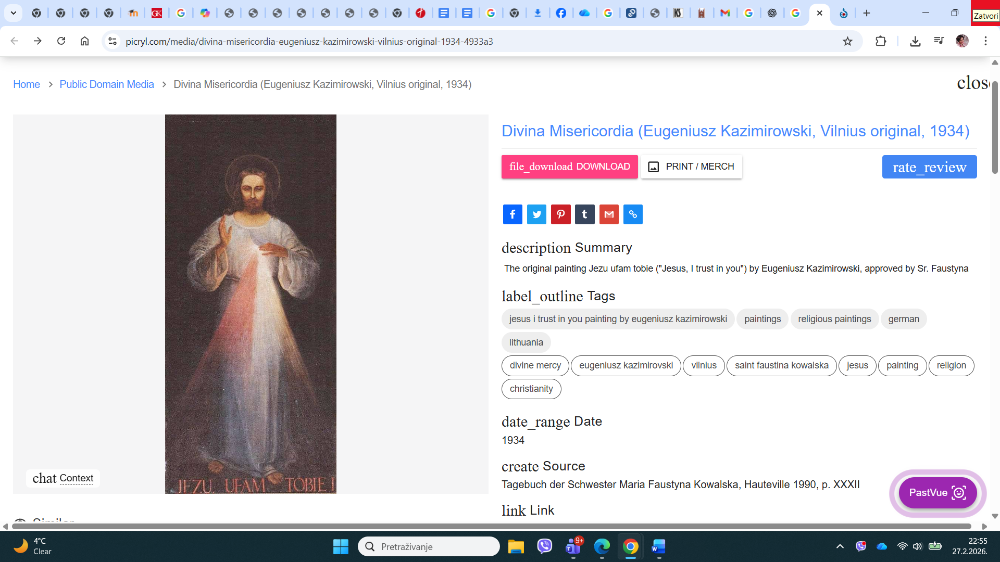 Zatvori
picryl.com/media/divina-misericordia-eugeniusz-kazimirowski-vilnius-original-1934-4933a3
Home > Public Domain Media > Divina Misericordia (Eugeniusz Kazimirowski, Vilnius original, 1934)
close
Divina Misericordia (Eugeniusz Kazimirowski, Vilnius original, 1934)
file_download DOWNLOAD PRINT / MERCH rate_review
description Summary
The original painting Jezu ufam tobie ("Jesus, I trust in you") by Eugeniusz Kazimirowski, approved by Sr. Faustyna
label_outline Tags
jesus i trust in you painting by eugeniusz kazimirowski paintings religious paintings german
lithuania
divine mercy eugeniusz kazimirovski vilnius saint faustina kowalska jesus painting religion
christianity
date_range Date
1934
create Source
Tagebuch der Schwester Maria Faustyna Kowalska, Hauteville 1990, p. XXXII
link Link
PastVue
JEZU, UFAM TOBIE!
chat Context
Similar
4°C
Clear
Pretraživanje
9+
22:55
27.2.2026.